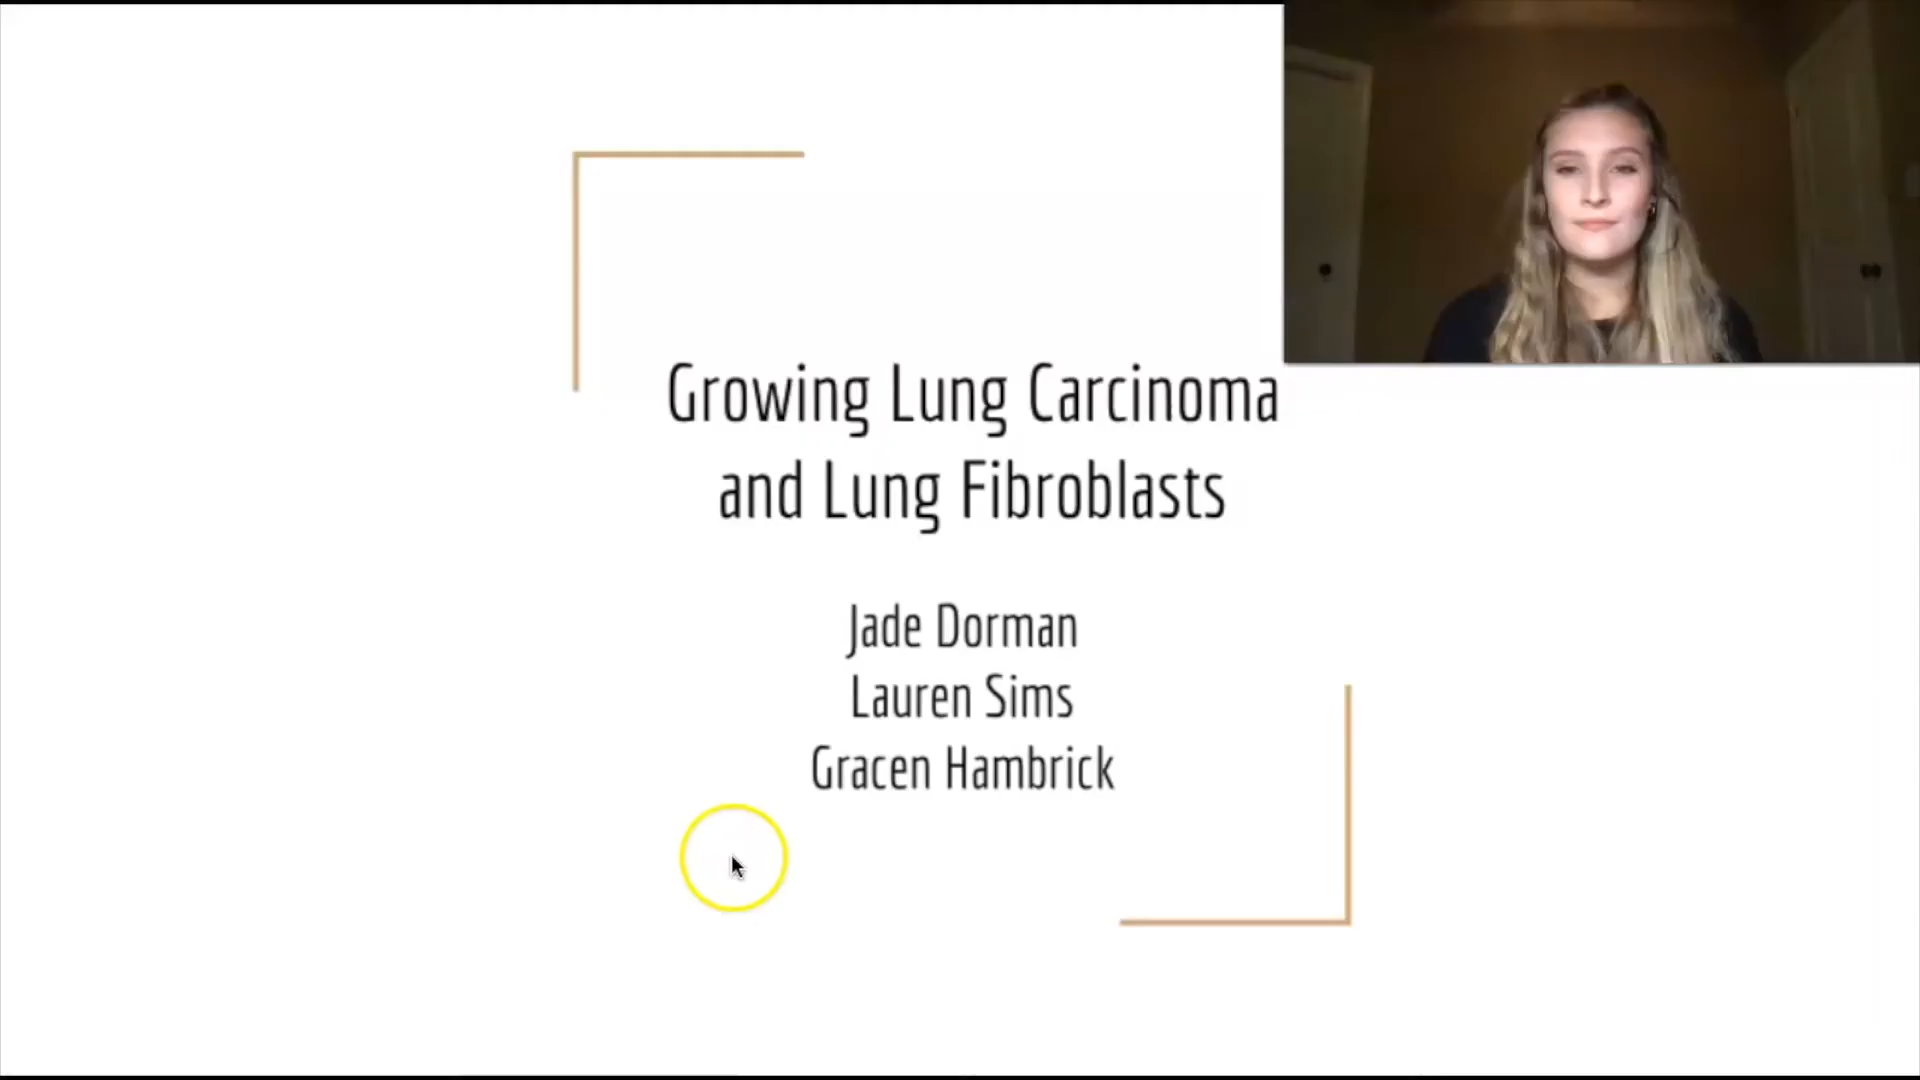 Growing Lung Carcinoma
and Lung Fibroblasts
Jade Dorman
Lauren Sims
Gracen Hambrick